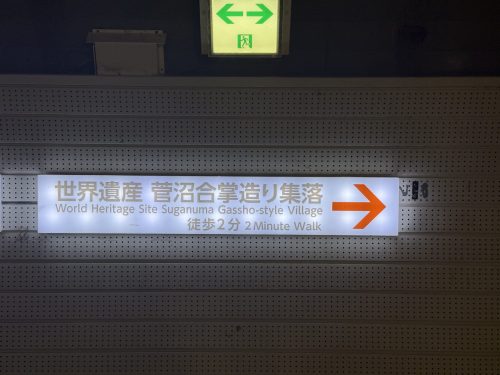 世界遺産 菅沼合掌造り集落
World Heritage Site Suganuma Gassho-style Village
徒歩2分 2 Minute Walk